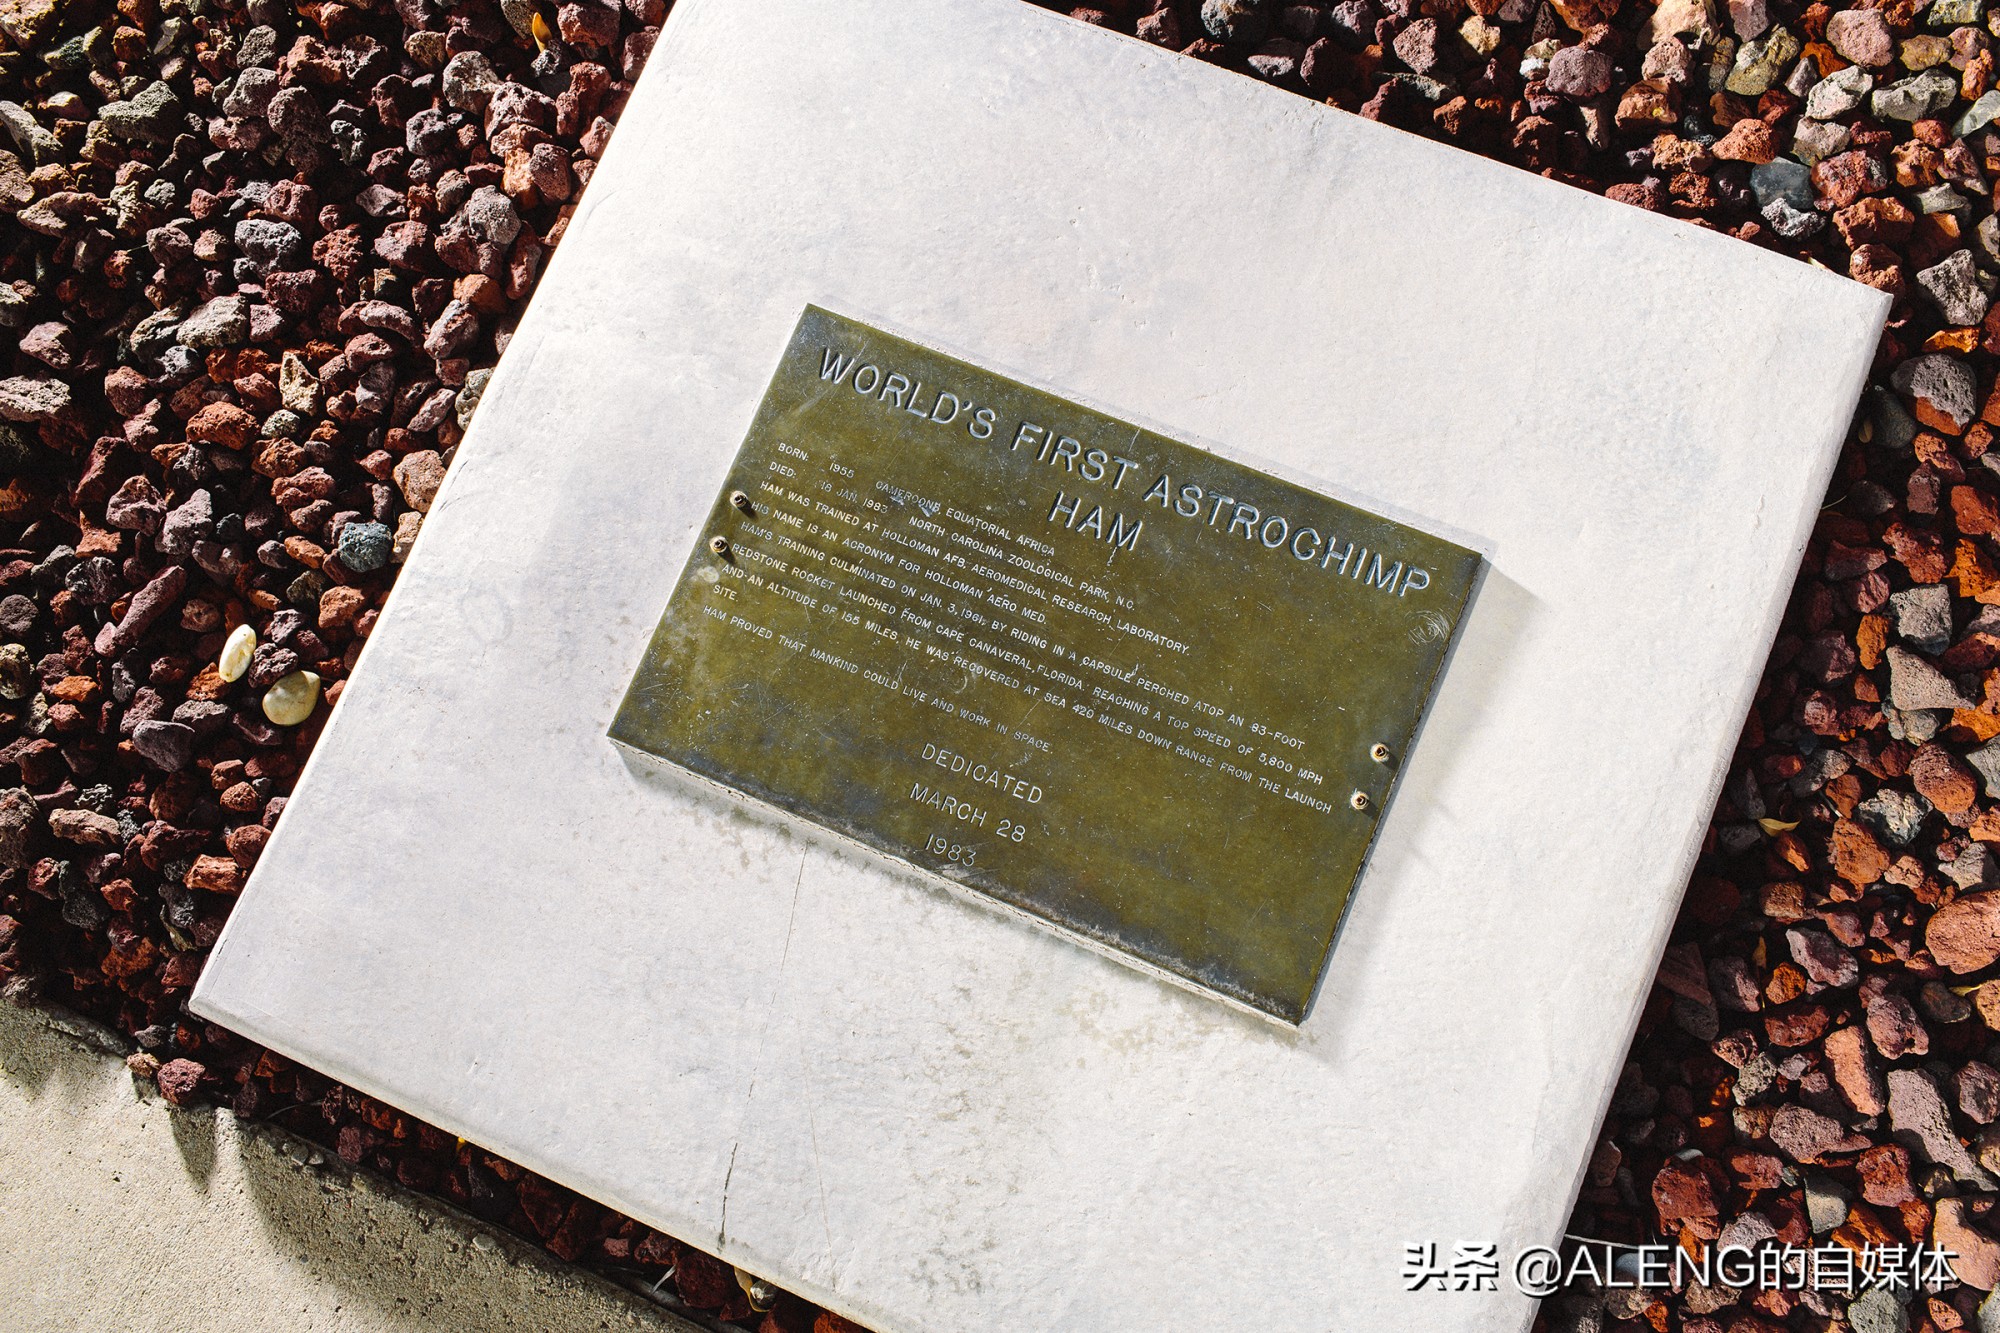 WORLD'S FIRST ASTROCHIMP
HAM
BORN: 1955 CAMEROONS, EQUATORIAL AFRICA
DIED: 18 JAN. 1983 NORTH CAROLINA ZOOLOGICAL PARK, N.C.
HAM WAS TRAINED AT HOLLOMAN AFB, AEROMEDICAL RESEARCH LABORATORY.
HIS NAME IS AN ACRONYM FOR HOLLOMAN AERO MED.
HAM'S TRAINING CULMINATED ON JAN. 3, 1961, BY RIDING IN A CAPSULE PERCHED ATOP AN 83-FOOT
REDSTONE ROCKET LAUNCHED FROM CAPE CANAVERAL, FLORIDA. REACHING A TOP SPEED OF 5,800 MPH
AND AN ALTITUDE OF 155 MILES, HE WAS RECOVERED AT SEA 420 MILES DOWN RANGE FROM THE LAUNCH
SITE.
HAM PROVED THAT MANKIND COULD LIVE AND WORK IN SPACE.
DEDICATED
MARCH 28
1983
头条 @ALENG的自媒体